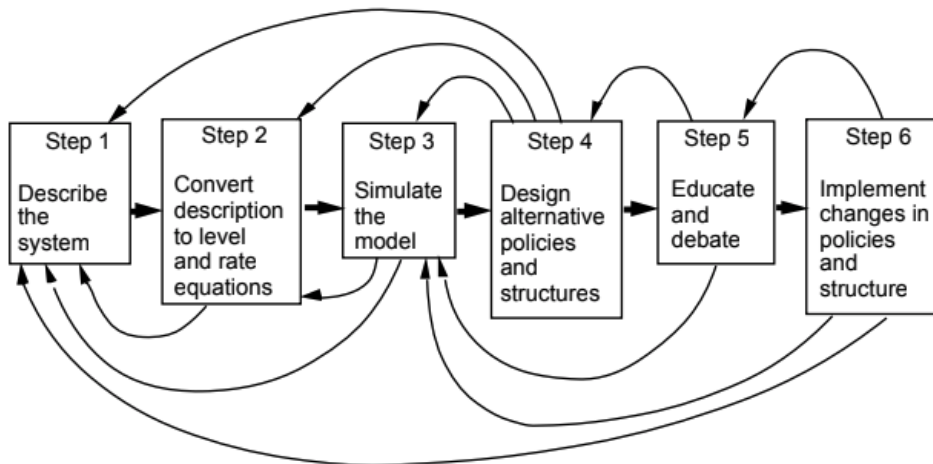 Step 1
Describe
the
system
Step 2
Convert
description
to level
and rate
equations
Step 3
Simulate
the
model
Step 4
Design
alternative
policies
and
structures
Step 5
Educate
and
debate
Step 6
Implement
changes in
policies
and
structure